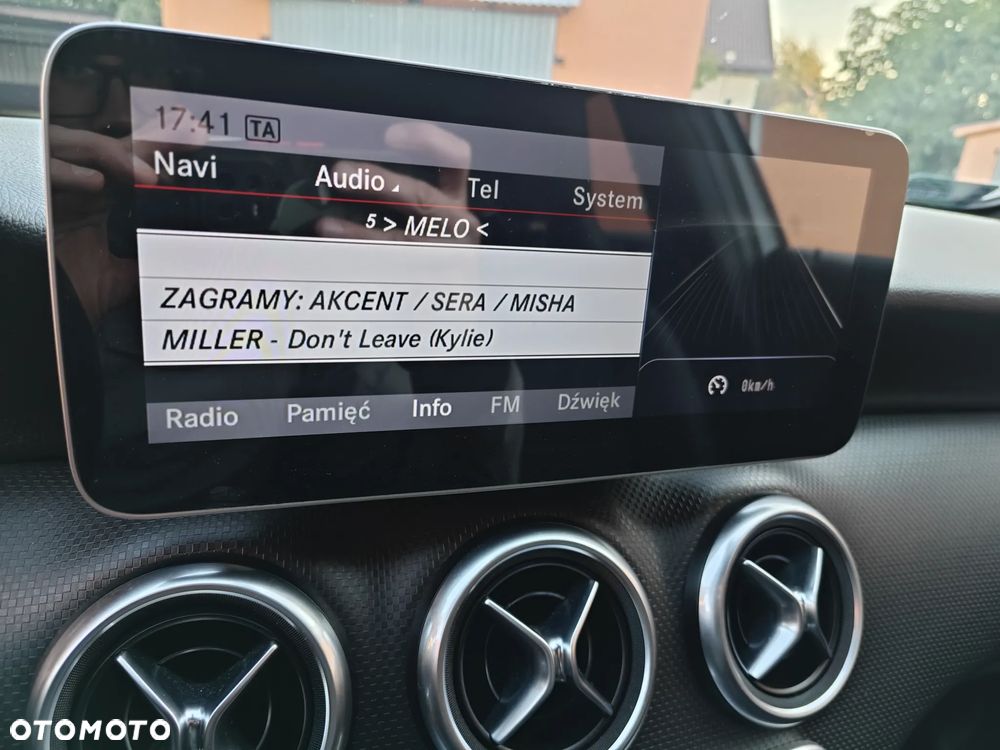 17:41 TA
Navi Audio Tel System
5 > MELO <
ZAGRAMY: AKCENT / SERA / MISHA
MILLER - Don't Leave (Kylie)
0km/h
Radio Pamięć Info FM Dźwięk
OTOMOTO